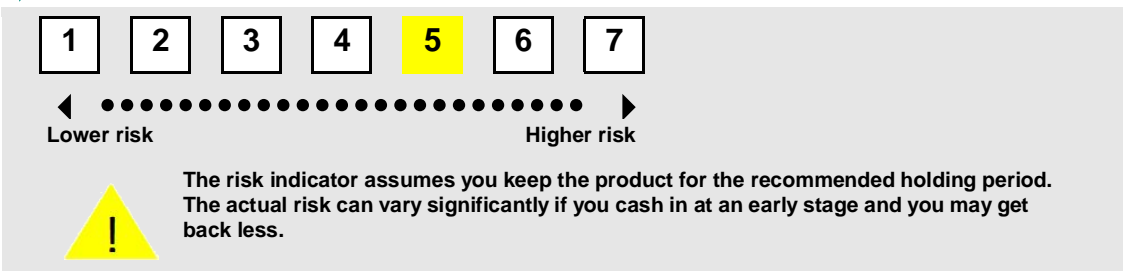 1 2 3 4 5 6 7
Lower risk Higher risk
The risk indicator assumes you keep the product for the recommended holding period.
The actual risk can vary significantly if you cash in at an early stage and you may get
back less.
!